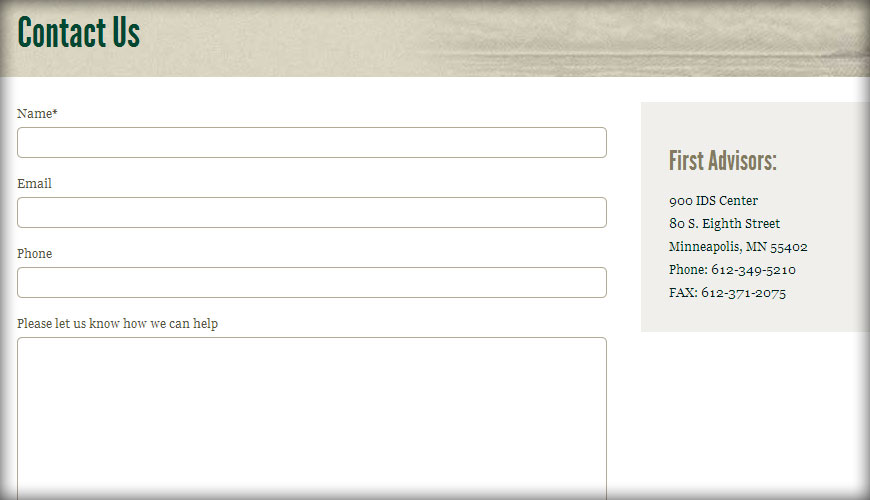 Contact Us
Name*
Email
Phone
Please let us know how we can help
First Advisors:
900 IDS Center
80 S. Eighth Street
Minneapolis, MN 55402
Phone: 612-349-5210
FAX: 612-371-2075